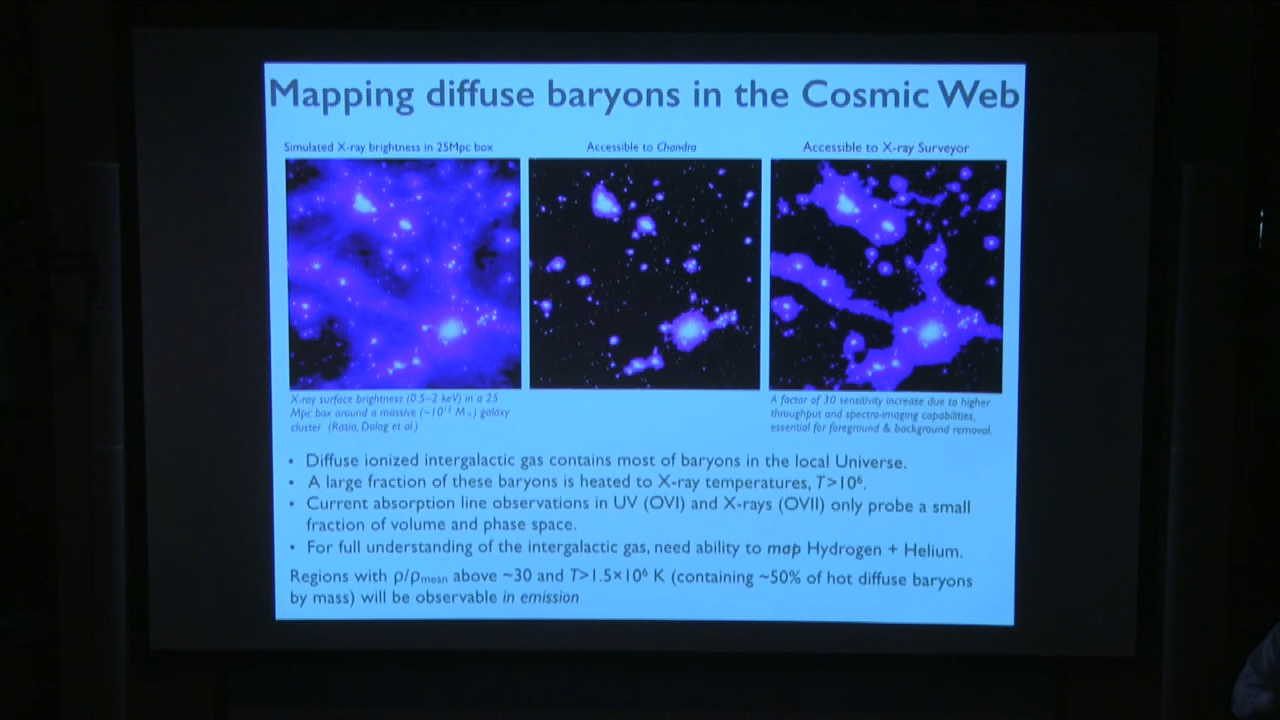 Mapping diffuse baryons in the Cosmic Web
Simulated X-ray brightness in 25Mpc box
Accessible to Chandra
Accessible to X-ray Surveyor
X-ray surface brightness (0.5–2 keV) in a 25
Mpc box around a massive (~10¹⁵ M☉) galaxy
cluster (Rasia, Dolag et al.)
A factor of 30 sensitivity increase due to higher
throughput and spectro-imaging capabilities,
essential for foreground & background removal.
• Diffuse ionized intergalactic gas contains most of baryons in the local Universe.
• A large fraction of these baryons is heated to X-ray temperatures, T>10⁶.
• Current absorption line observations in UV (OVI) and X-rays (OVII) only probe a small
fraction of volume and phase space.
• For full understanding of the intergalactic gas, need ability to map Hydrogen + Helium.
Regions with ρ/ρmean above ~30 and T>1.5×10⁶ K (containing ~50% of hot diffuse baryons
by mass) will be observable in emission